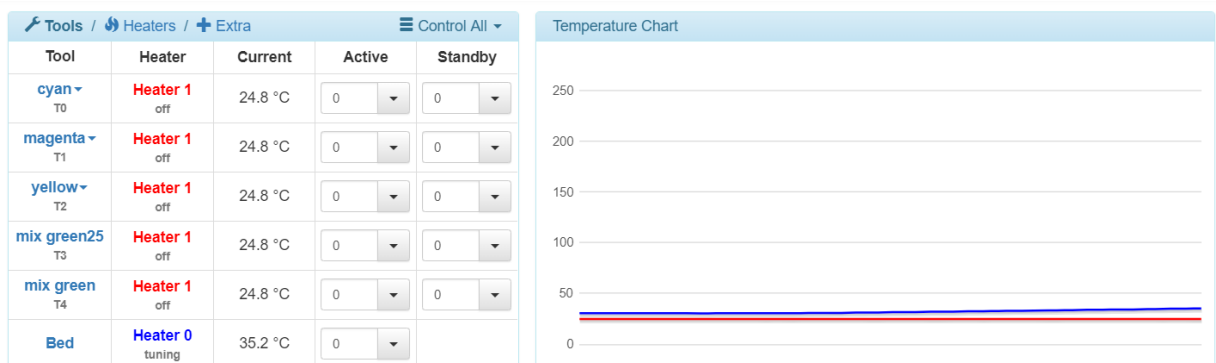 Tools / Heaters / Extra Control All
Tool Heater Current Active Standby
cyan Heater 1 24.8 °C 0 0
T0 off
magenta Heater 1 24.8 °C 0 0
T1 off
yellow Heater 1 24.8 °C 0 0
T2 off
mix green25 Heater 1 24.8 °C 0 0
T3 off
mix green Heater 1 24.8 °C 0 0
T4 off
Bed Heater 0 35.2 °C 0
tuning
Temperature Chart
250
200
150
100
50
0